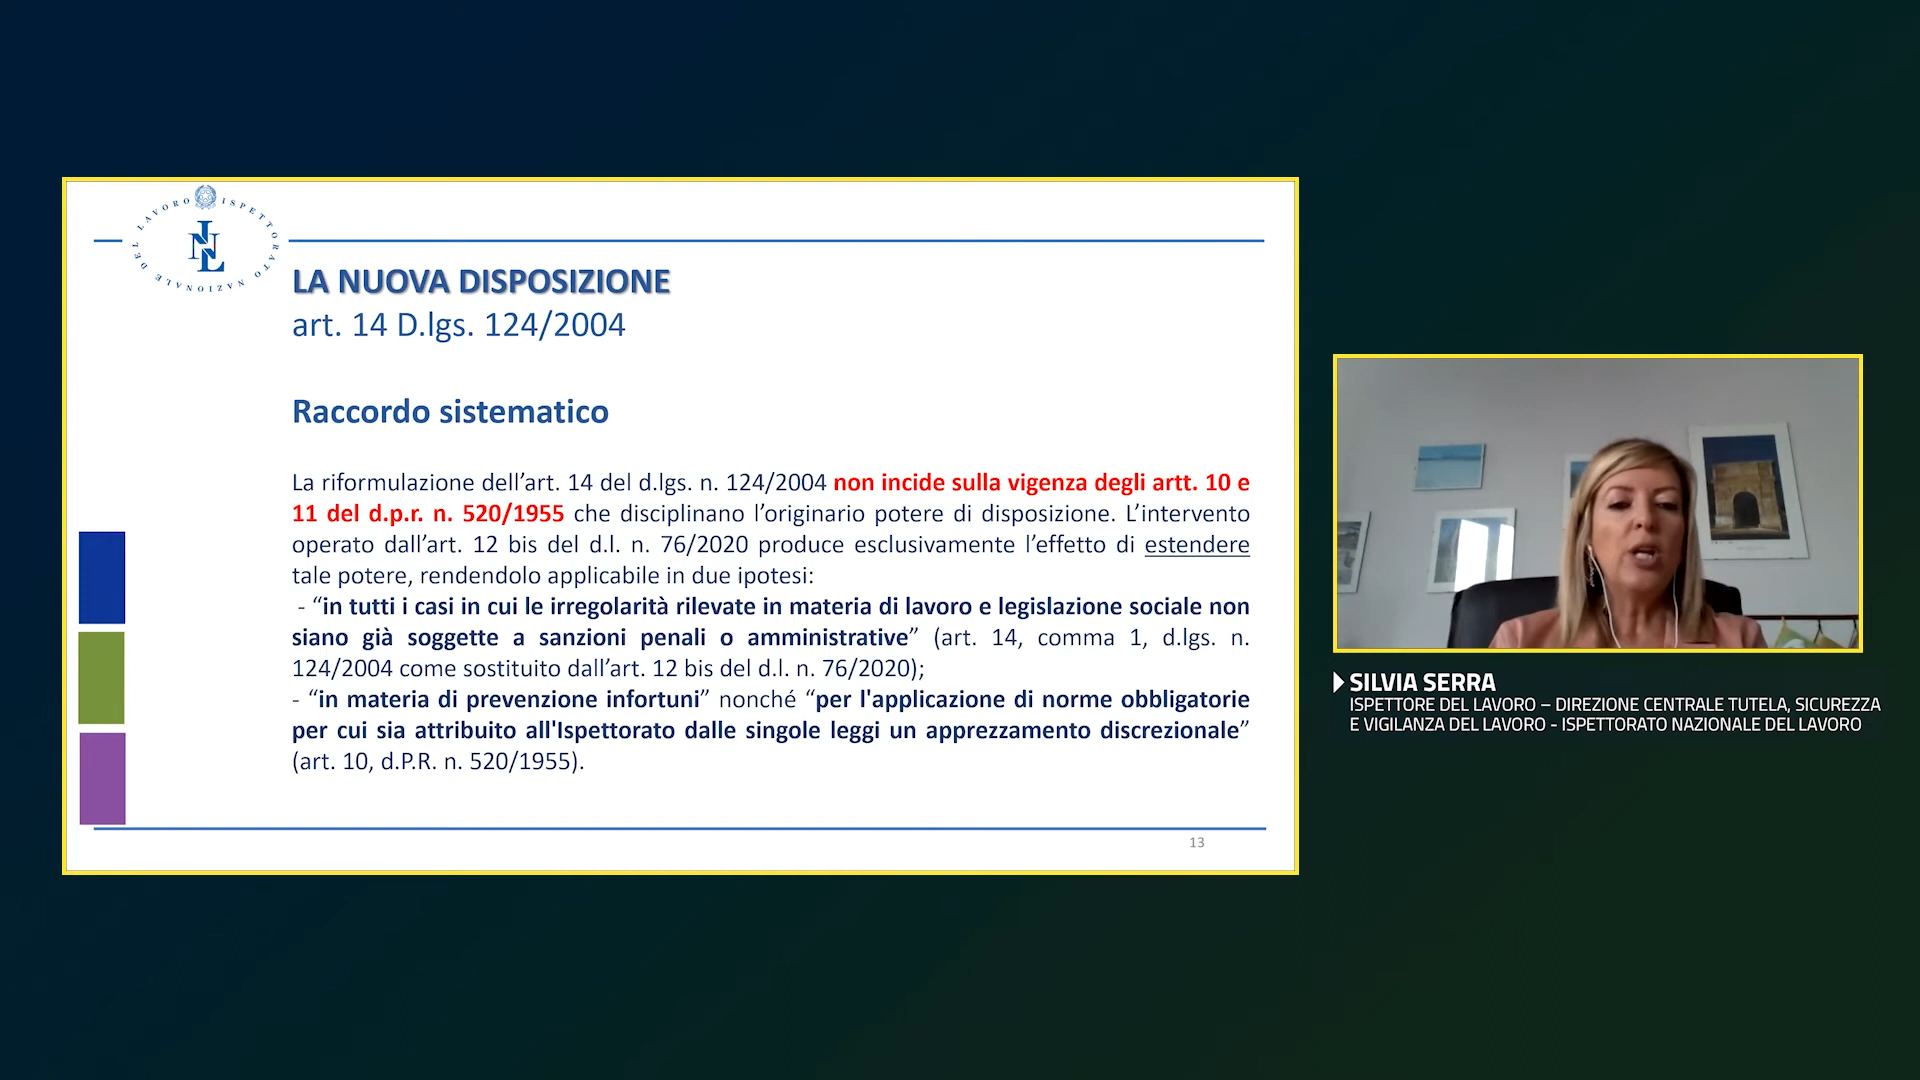 ISPETTORATO NAZIONALE DEL LAVORO
INL
LA NUOVA DISPOSIZIONE
art. 14 D.lgs. 124/2004
Raccordo sistematico
La riformulazione dell’art. 14 del d.lgs. n. 124/2004 non incide sulla vigenza degli artt. 10 e
11 del d.p.r. n. 520/1955 che disciplinano l’originario potere di disposizione. L’intervento
operato dall’art. 12 bis del d.l. n. 76/2020 produce esclusivamente l’effetto di estendere
tale potere, rendendolo applicabile in due ipotesi:
- “in tutti i casi in cui le irregolarità rilevate in materia di lavoro e legislazione sociale non
siano già soggette a sanzioni penali o amministrative” (art. 14, comma 1, d.lgs. n.
124/2004 come sostituito dall’art. 12 bis del d.l. n. 76/2020);
- “in materia di prevenzione infortuni” nonché “per l'applicazione di norme obbligatorie
per cui sia attribuito all'Ispettorato dalle singole leggi un apprezzamento discrezionale”
(art. 10, d.P.R. n. 520/1955).
13
SILVIA SERRA
ISPETTORE DEL LAVORO – DIREZIONE CENTRALE TUTELA, SICUREZZA
E VIGILANZA DEL LAVORO - ISPETTORATO NAZIONALE DEL LAVORO